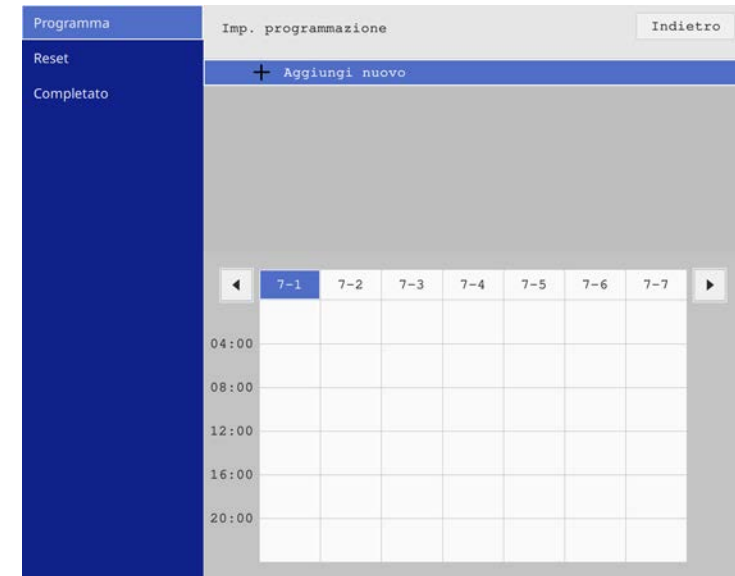 Programma
Reset
Completato
Imp. programmazione
Indietro
Aggiungi nuovo
7-1 7-2 7-3 7-4 7-5 7-6 7-7
04:00
08:00
12:00
16:00
20:00